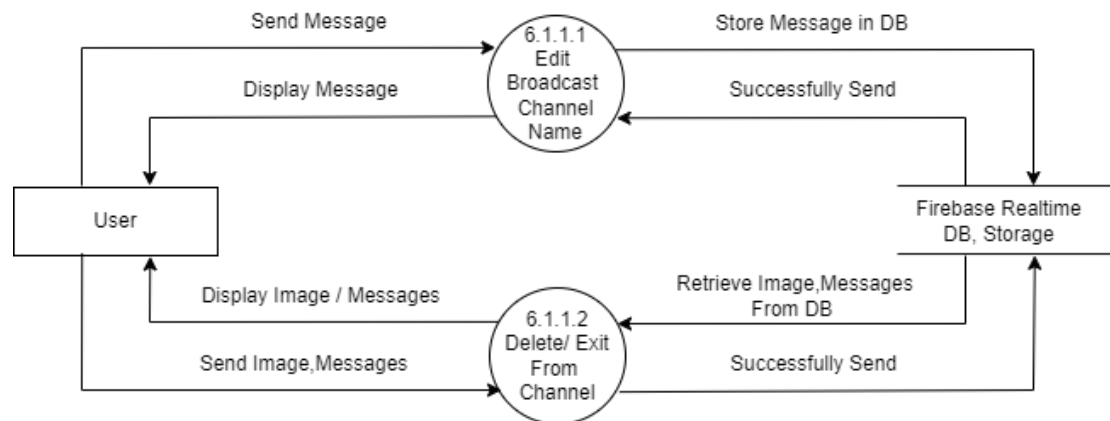 Send Message
6.1.1.1
Edit
Broadcast
Channel
Name
Store Message in DB
Display Message
Successfully Send
User
Firebase Realtime
DB, Storage
Display Image / Messages
6.1.1.2
Delete/ Exit
From
Channel
Retrieve Image,Messages
From DB
Send Image,Messages
Successfully Send